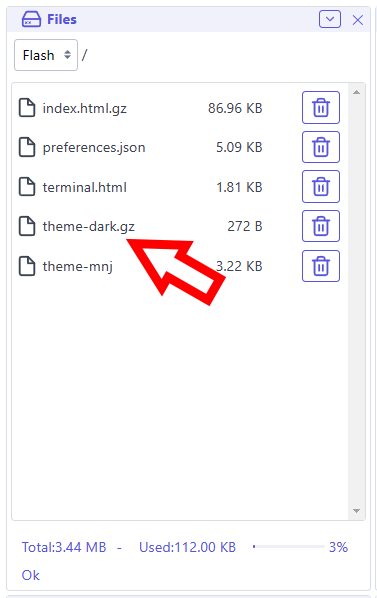 Files
Flash /
index.html.gz 86.96 KB
preferences.json 5.09 KB
terminal.html 1.81 KB
theme-dark.gz 272 B
theme-mnj 3.22 KB
Total:3.44 MB - Used:112.00 KB 3%
Ok